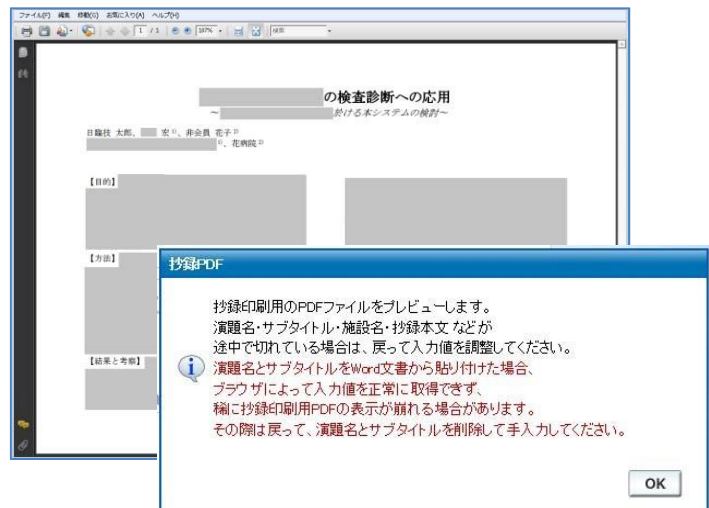 ファイル(F) 編集 移動(G) お気に入り(A) ヘルプ(H)
1 / 1 187% 検索
の検査診断への応用
～ 於ける本システムの検討～
日臨技 太郎、 宏 1)、非会員 花子 2)
1)、花病院 2)
【目的】
【方法】
【結果と考察】
抄録PDF
抄録印刷用のPDFファイルをプレビューします。
演題名・サブタイトル・施設名・抄録本文 などが
途中で切れている場合は、戻って入力値を調整してください。
演題名とサブタイトルをWord文書から貼り付けた場合、
ブラウザによって入力値を正常に取得できず、
稀に抄録印刷用PDFの表示が崩れる場合があります。
その際は戻って、演題名とサブタイトルを削除して手入力してください。
OK